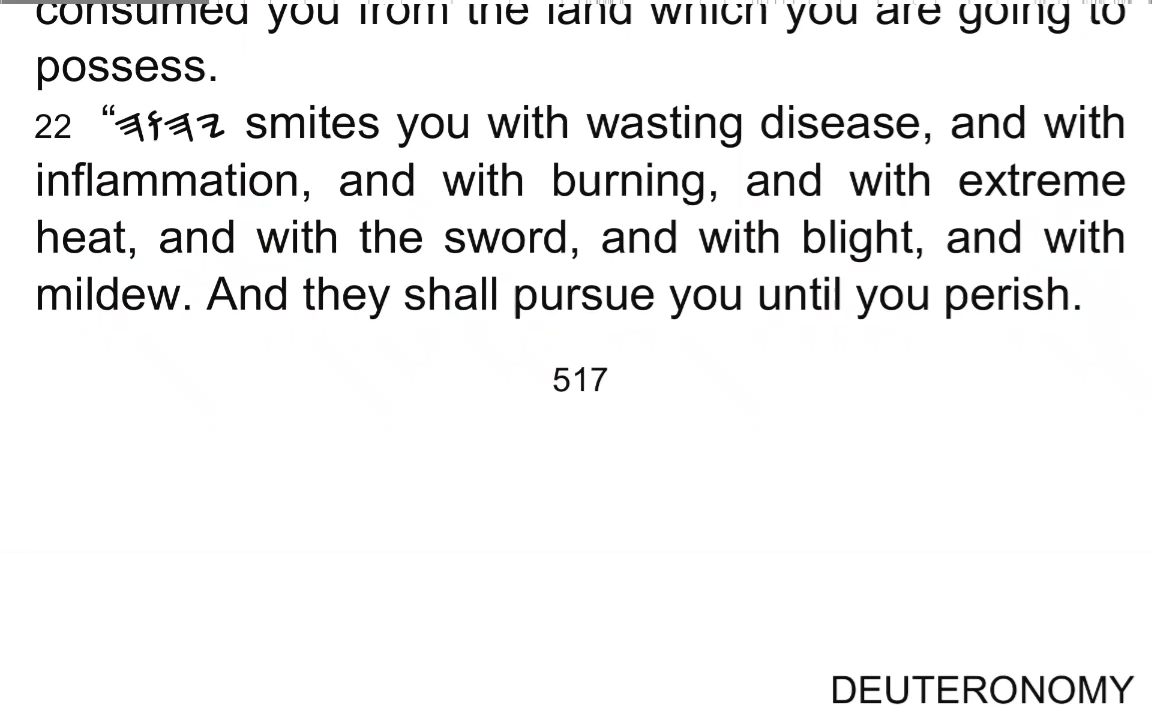 consumed you from the land which you are going to
possess.
22 “𐤉𐤄𐤅𐤄 smites you with wasting disease, and with
inflammation, and with burning, and with extreme
heat, and with the sword, and with blight, and with
mildew. And they shall pursue you until you perish.
517
DEUTERONOMY